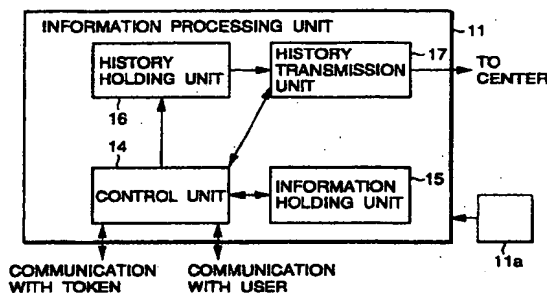 INFORMATION PROCESSING UNIT
11
HISTORY
HOLDING UNIT
16
HISTORY
TRANSMISSION
UNIT
17
TO
CENTER
14
CONTROL UNIT
INFORMATION
HOLDING UNIT
15
11a
COMMUNICATION
WITH TOKEN
COMMUNICATION
WITH USER